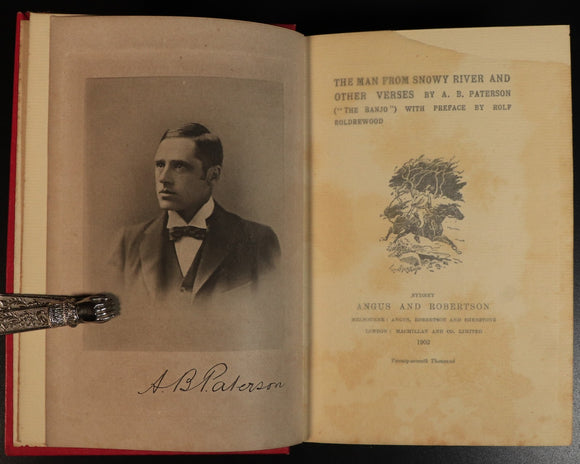 A.B.Paterson
THE MAN FROM SNOWY RIVER AND
OTHER VERSES BY A. B. PATERSON
("THE BANJO") WITH PREFACE BY ROLF
BOLDREWOOD
SYDNEY
ANGUS AND ROBERTSON
MELBOURNE: ANGUS, ROBERTSON AND SHENSTONE
LONDON: MACMILLAN AND CO. LIMITED
1902
Twenty-seventh Thousand